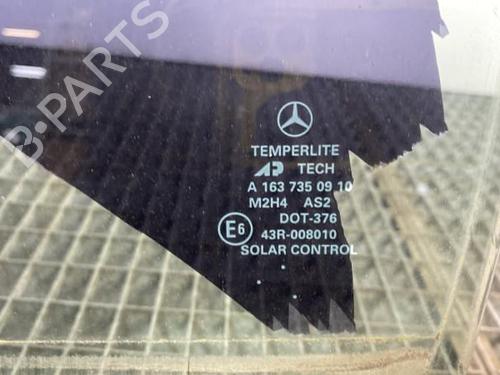 B-PARTS
TEMPERLITE
AP TECH
A 163 735 09 10
M2H4 AS2
DOT-376
E6 43R-008010
SOLAR CONTROL